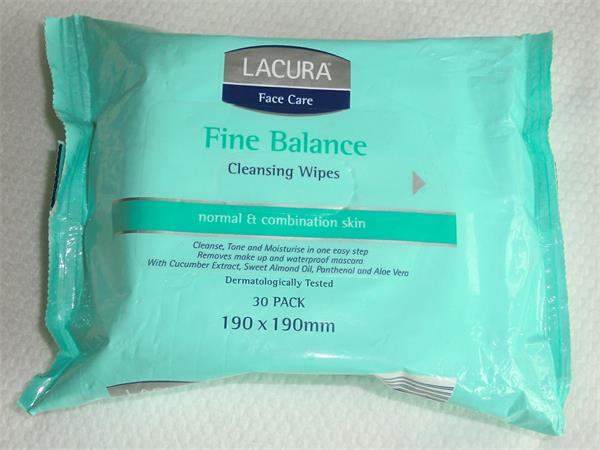 LACURA®
Face Care
Fine Balance
Cleansing Wipes
normal & combination skin
Cleanse, Tone and Moisturise in one easy step
Removes make up and waterproof mascara
With Cucumber Extract, Sweet Almond Oil, Panthenol and Aloe Vera
Dermatologically Tested
30 PACK
190 x 190mm